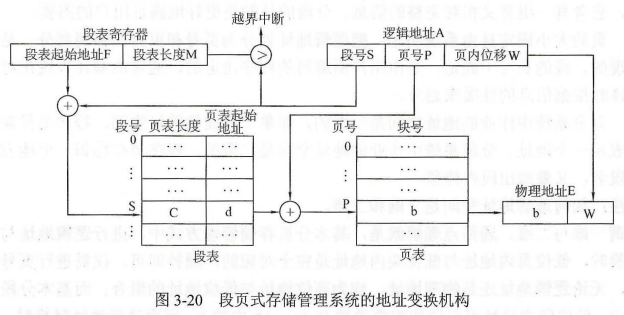 越界中断
段表寄存器
逻辑地址A
段表起始地址F 段表长度M
>
段号S 页号P 页内位移W
+
段号 页表长度 页表起始地址
页号 块号
0
0
⋮ … …
⋮ …
… …
…
物理地址E
S C d
+
P b
b W
⋮
⋮
段表
页表
图 3-20 段页式存储管理系统的地址变换机构